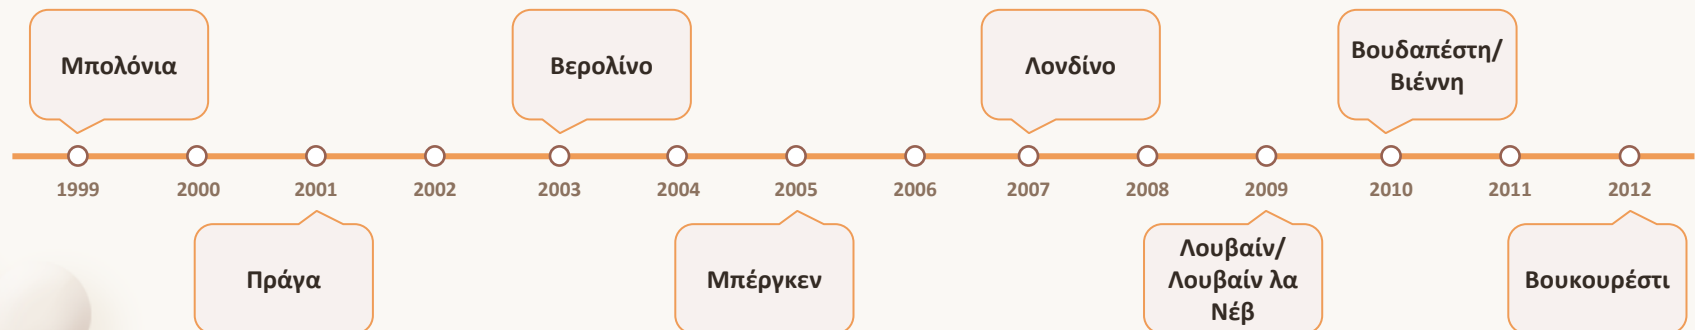 Μπολόνια
Βερολίνο
Λονδίνο
Βουδαπέστη/
Βιέννη
1999
2000
2001
2002
2003
2004
2005
2006
2007
2008
2009
2010
2011
2012
Πράγα
Μπέργκεν
Λουβαίν/
Λουβαίν λα
Νέβ
Βουκουρέστι